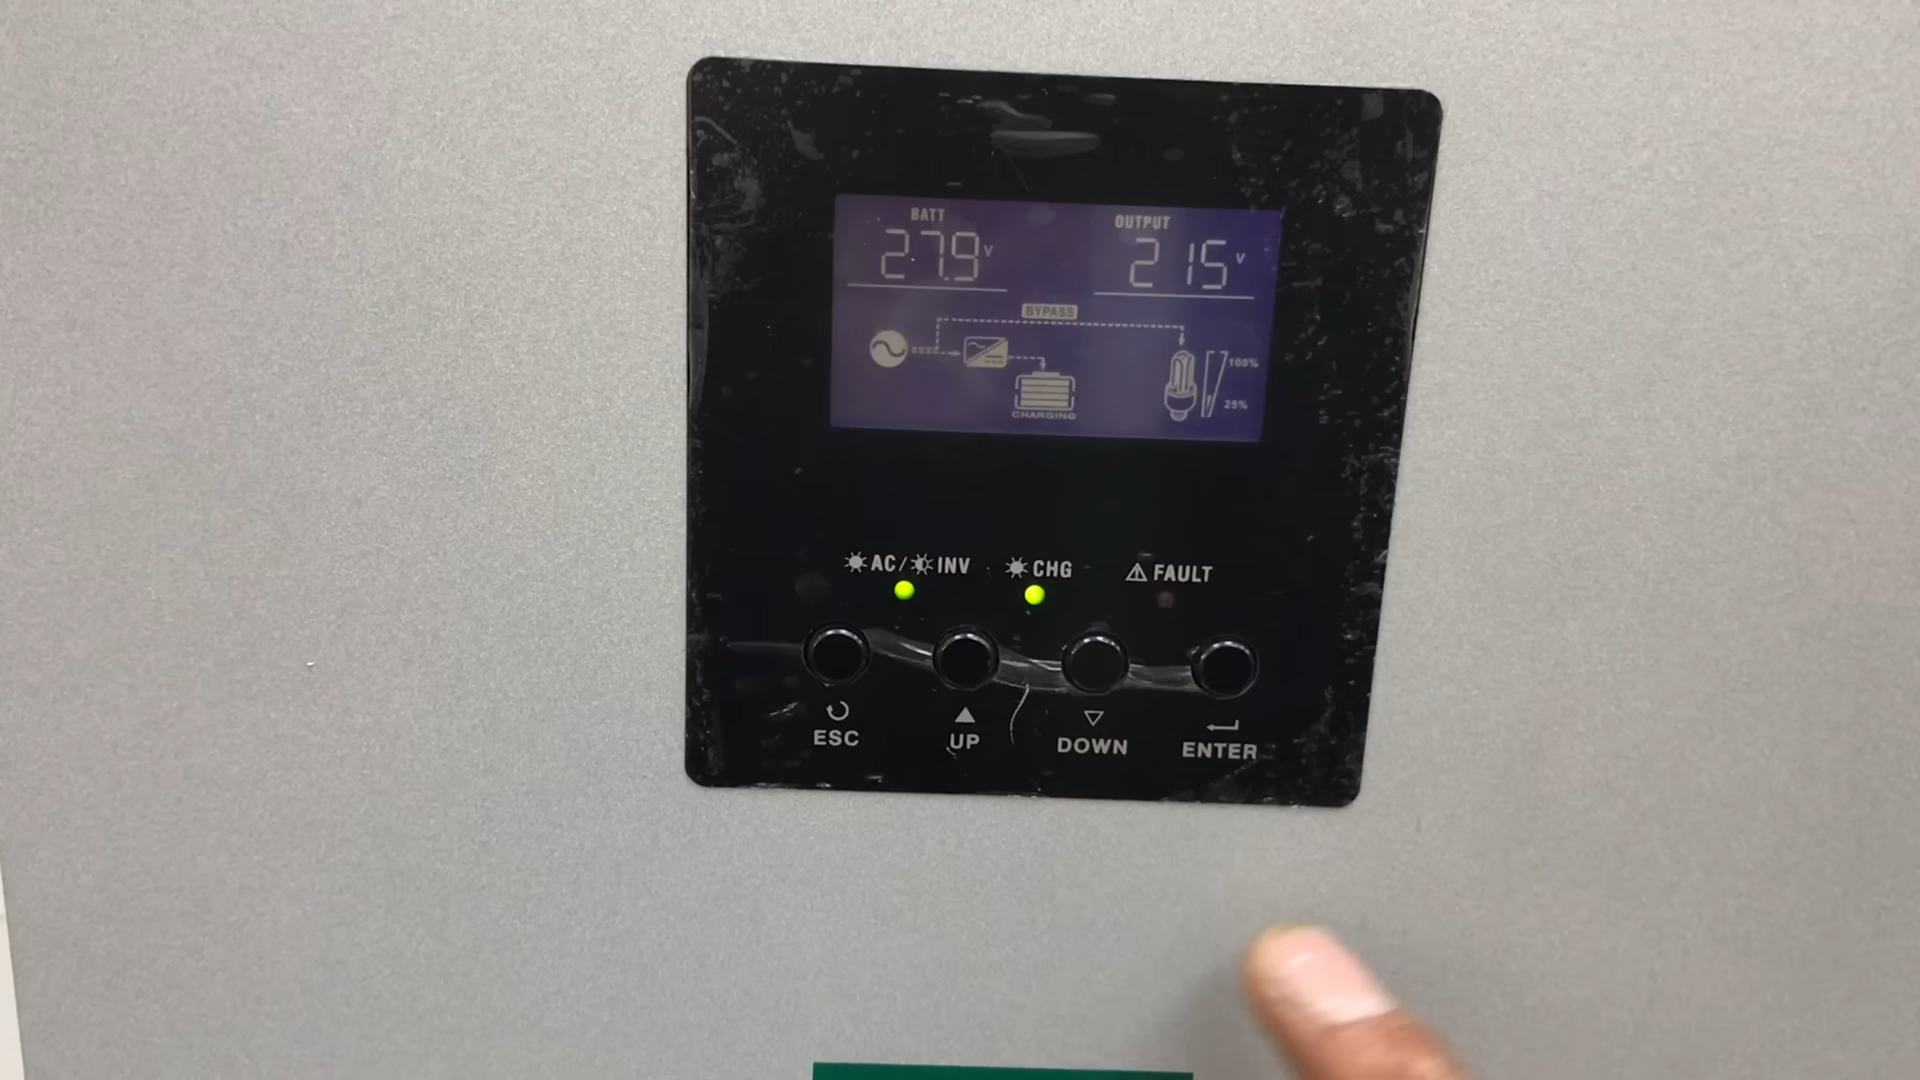 BATT OUTPUT
27.9 V 215 V
BYPASS
100%
25%
CHARGING
AC/ INV CHG FAULT
ESC UP DOWN ENTER